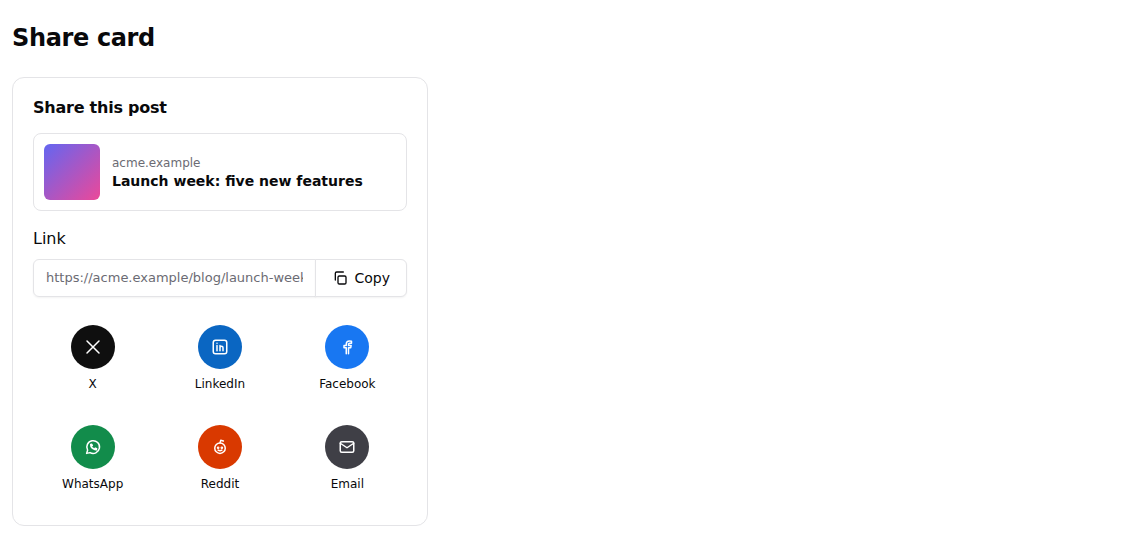 Share card
Share this post
acme.example
Launch week: five new features
Link
https://acme.example/blog/launch-week Copy
X LinkedIn Facebook
WhatsApp Reddit Email